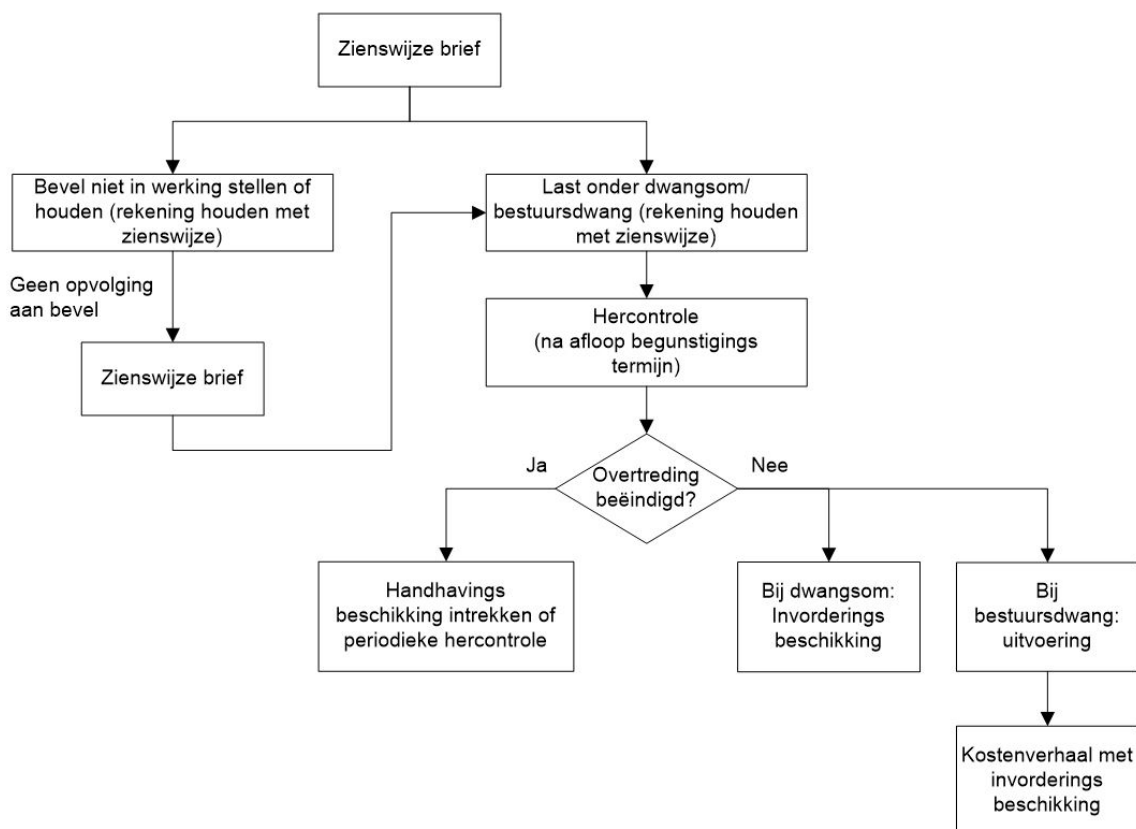 Zienswijze brief
Bevel niet in werking stellen of
houden (rekening houden met
zienswijze)
Last onder dwangsom/
bestuursdwang (rekening houden
met zienswijze)
Geen opvolging
aan bevel
Zienswijze brief
Hercontrole
(na afloop begunstigings
termijn)
Ja
Overtreding
beëindigd?
Nee
Handhavings
beschikking intrekken of
periodieke hercontrole
Bij dwangsom:
Invorderings
beschikking
Bij
bestuursdwang:
uitvoering
Kostenverhaal met
invorderings
beschikking